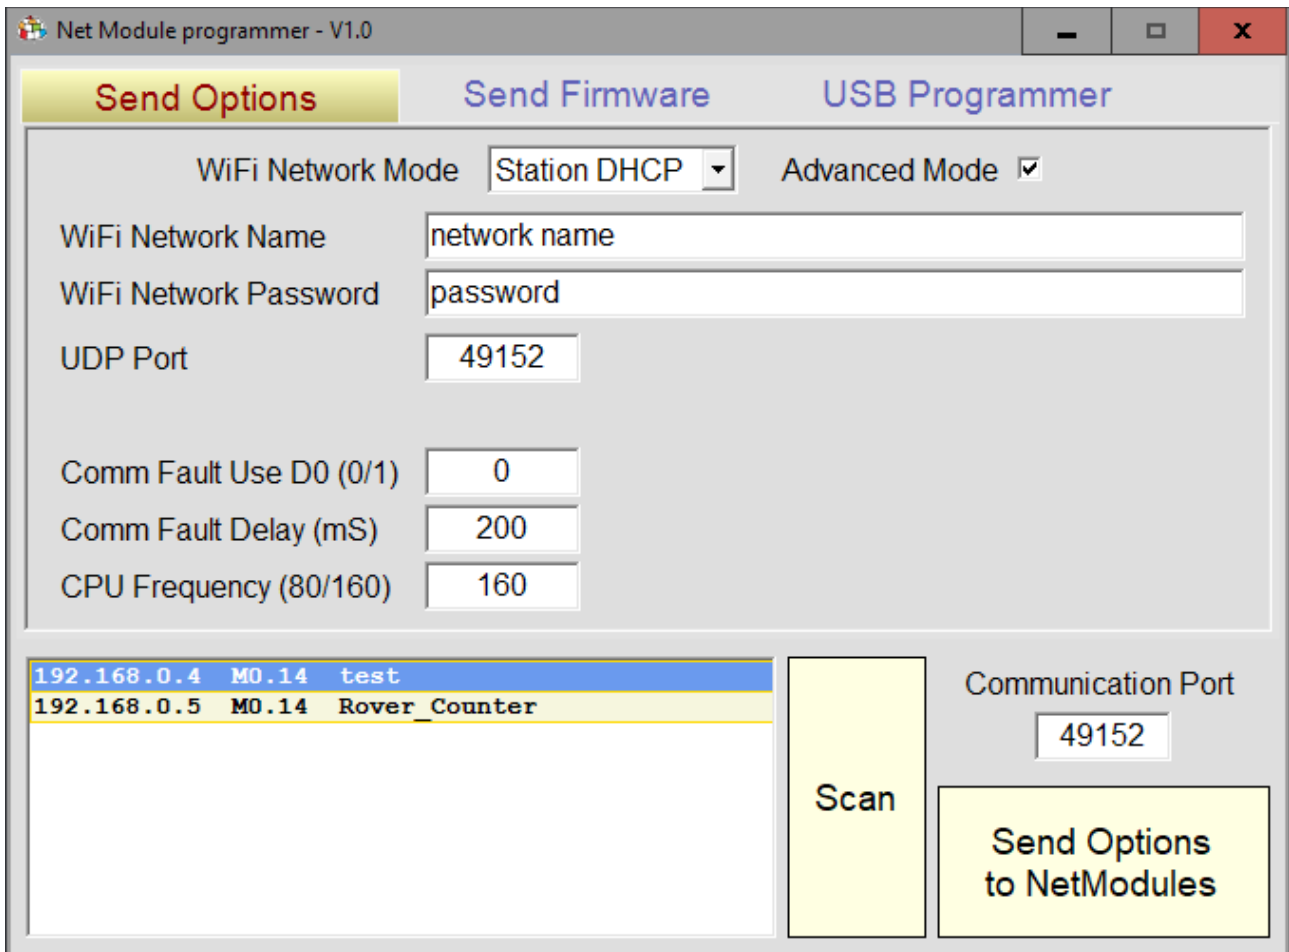 Net Module programmer - V1.0
Send Options Send Firmware USB Programmer
WiFi Network Mode Station DHCP Advanced Mode
WiFi Network Name network name
WiFi Network Password password
UDP Port 49152
Comm Fault Use D0 (0/1) 0
Comm Fault Delay (mS) 200
CPU Frequency (80/160) 160
192.168.0.4 M0.14 test
192.168.0.5 M0.14 Rover_Counter
Scan
Communication Port
49152
Send Options
to NetModules